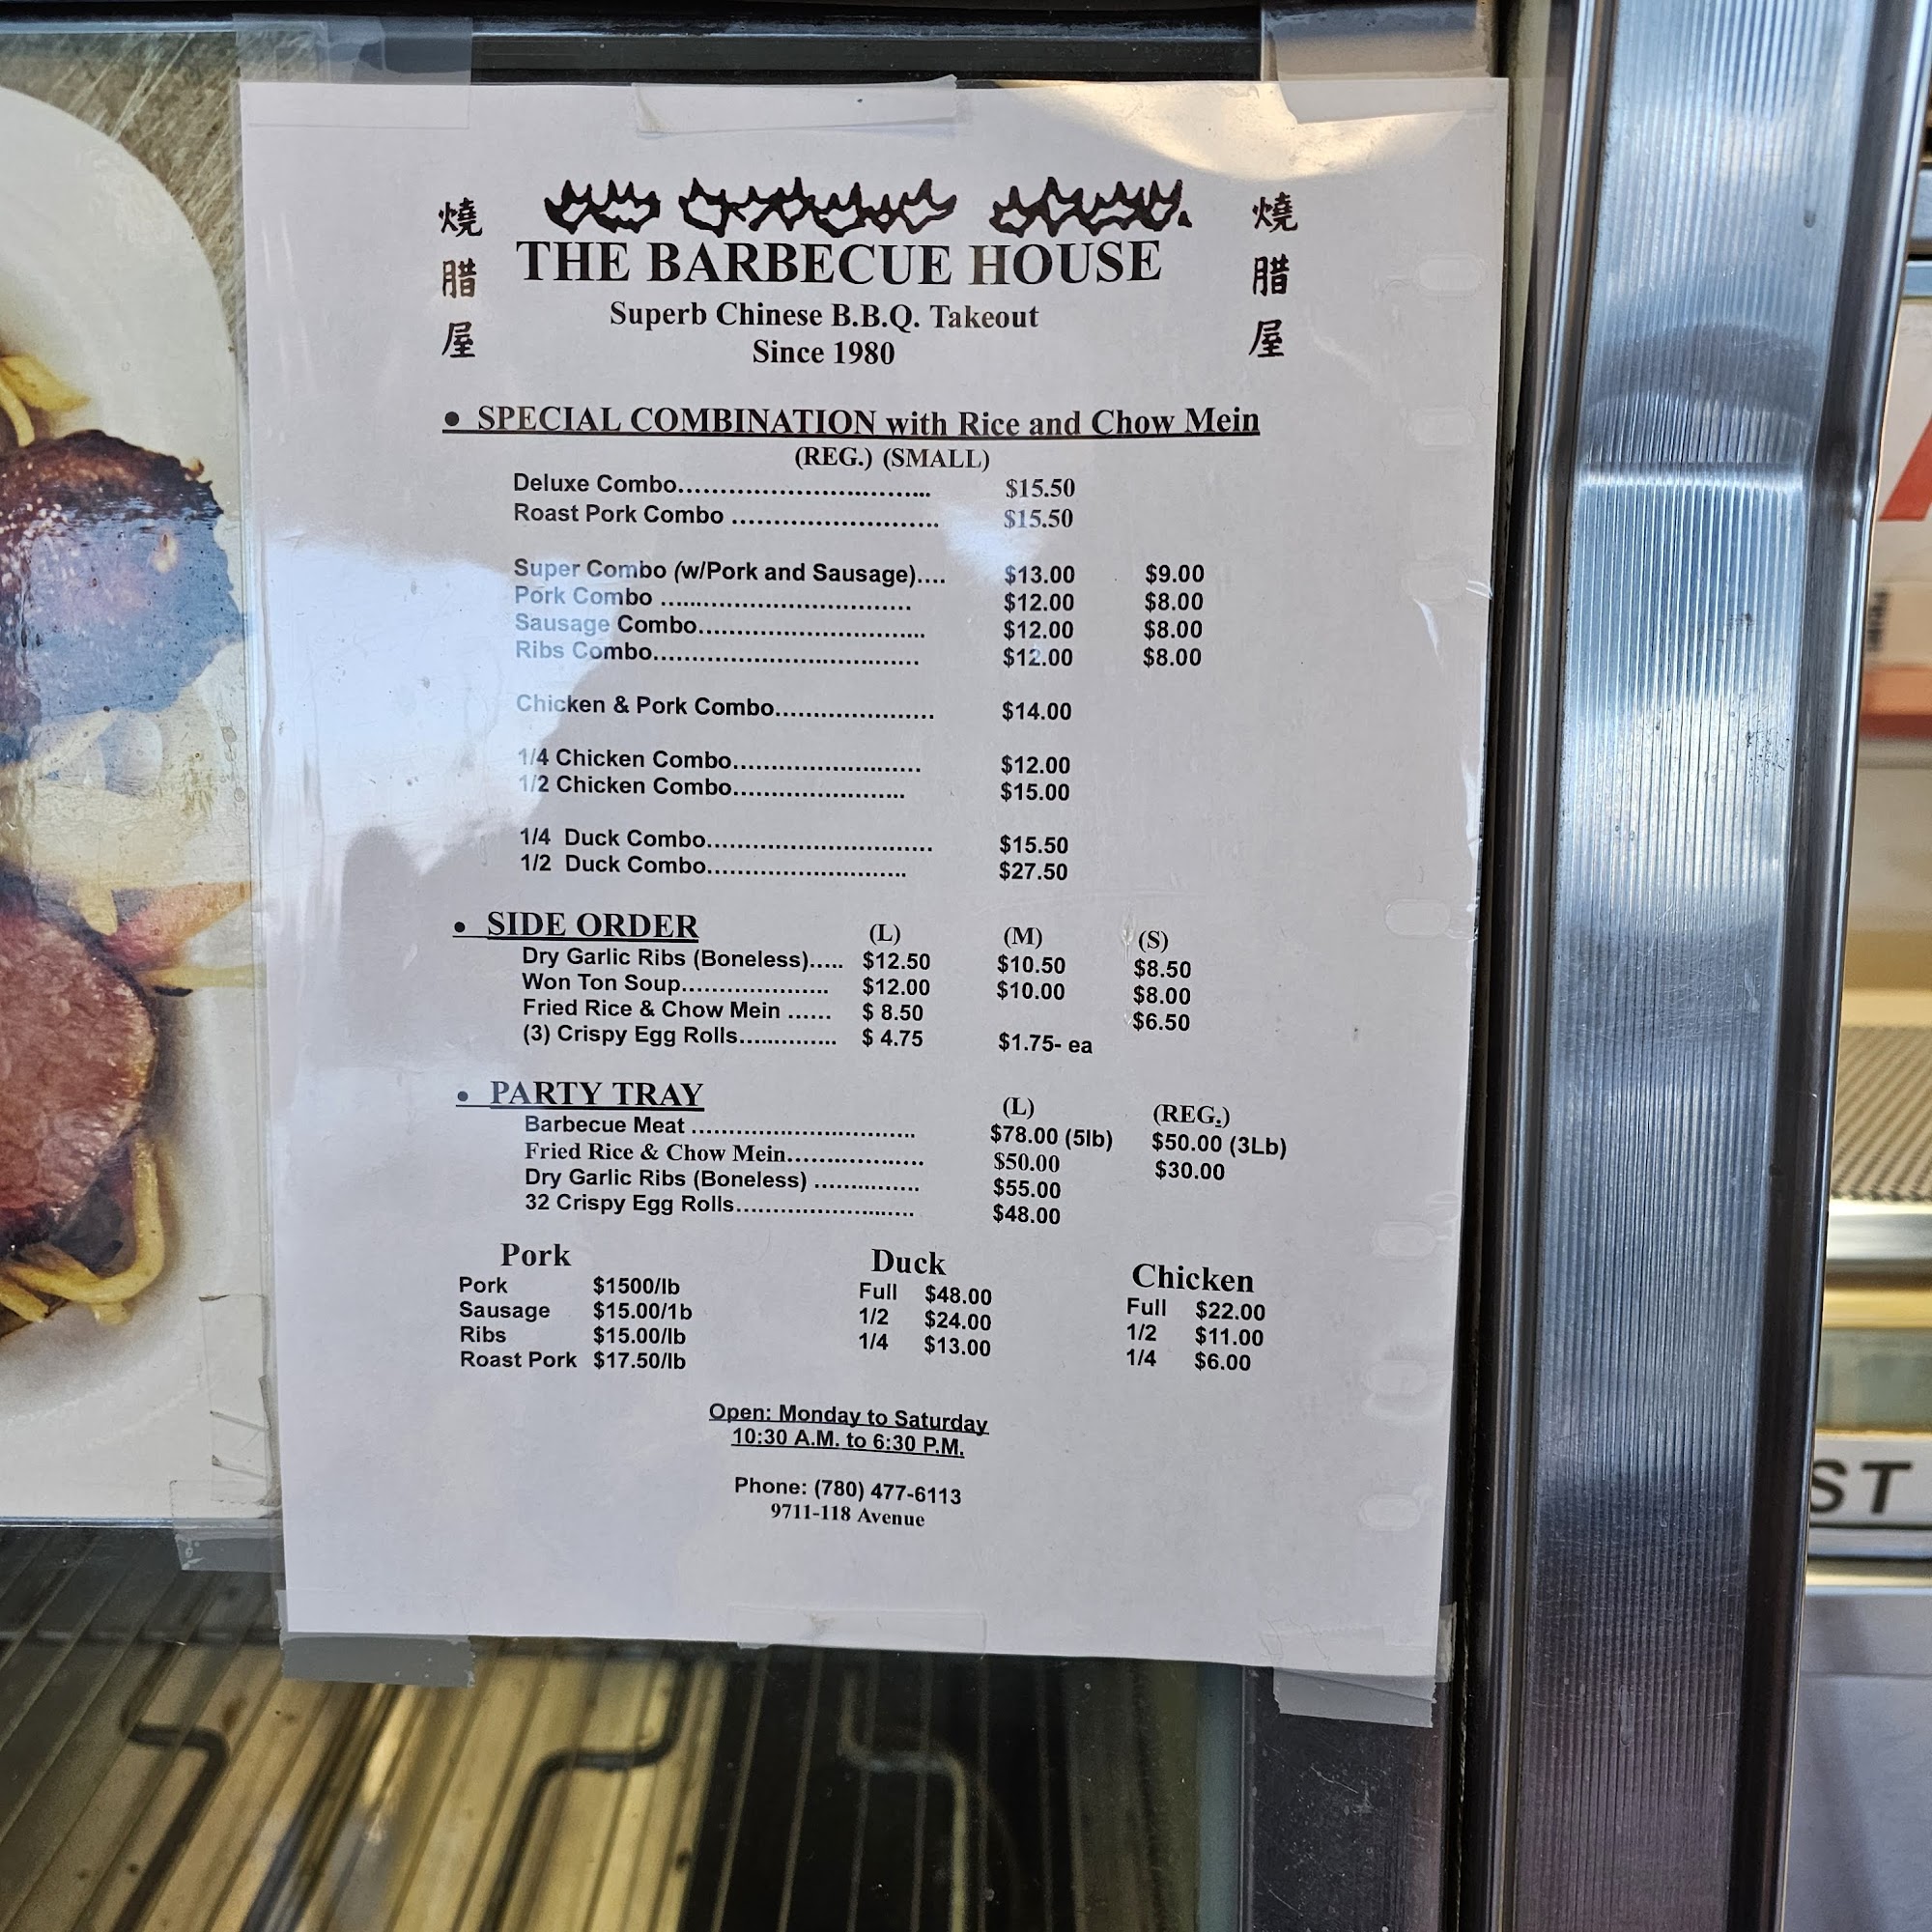 燒腊屋
燒腊屋
THE BARBECUE HOUSE
Superb Chinese B.B.Q. Takeout
Since 1980
• SPECIAL COMBINATION with Rice and Chow Mein
(REG.) (SMALL)
Deluxe Combo................................. $15.50
Roast Pork Combo ........................... $15.50
Super Combo (w/Pork and Sausage).... $13.00 $9.00
Pork Combo ................................. $12.00 $8.00
Sausage Combo.............................. $12.00 $8.00
Ribs Combo.................................. $12.00 $8.00
Chicken & Pork Combo..................... $14.00
1/4 Chicken Combo......................... $12.00
1/2 Chicken Combo....................... $15.00
1/4 Duck Combo.............................. $15.50
1/2 Duck Combo.......................... $27.50
• SIDE ORDER (L) (M) (S)
Dry Garlic Ribs (Boneless)..... $12.50 $10.50 $8.50
Won Ton Soup.................... $12.00 $10.00 $8.00
Fried Rice & Chow Mein ...... $ 8.50 $6.50
(3) Crispy Egg Rolls............. $ 4.75 $1.75- ea
• PARTY TRAY (L) (REG.)
Barbecue Meat .............................. $78.00 (5lb) $50.00 (3Lb)
Fried Rice & Chow Mein.................. $50.00 $30.00
Dry Garlic Ribs (Boneless) .............. $55.00
32 Crispy Egg Rolls........................ $48.00
Pork Duck Chicken
Pork $1500/lb Full $48.00 Full $22.00
Sausage $15.00/1b 1/2 $24.00 1/2 $11.00
Ribs $15.00/lb 1/4 $13.00 1/4 $6.00
Roast Pork $17.50/lb
Open: Monday to Saturday
10:30 A.M. to 6:30 P.M.
Phone: (780) 477-6113
9711-118 Avenue
ST